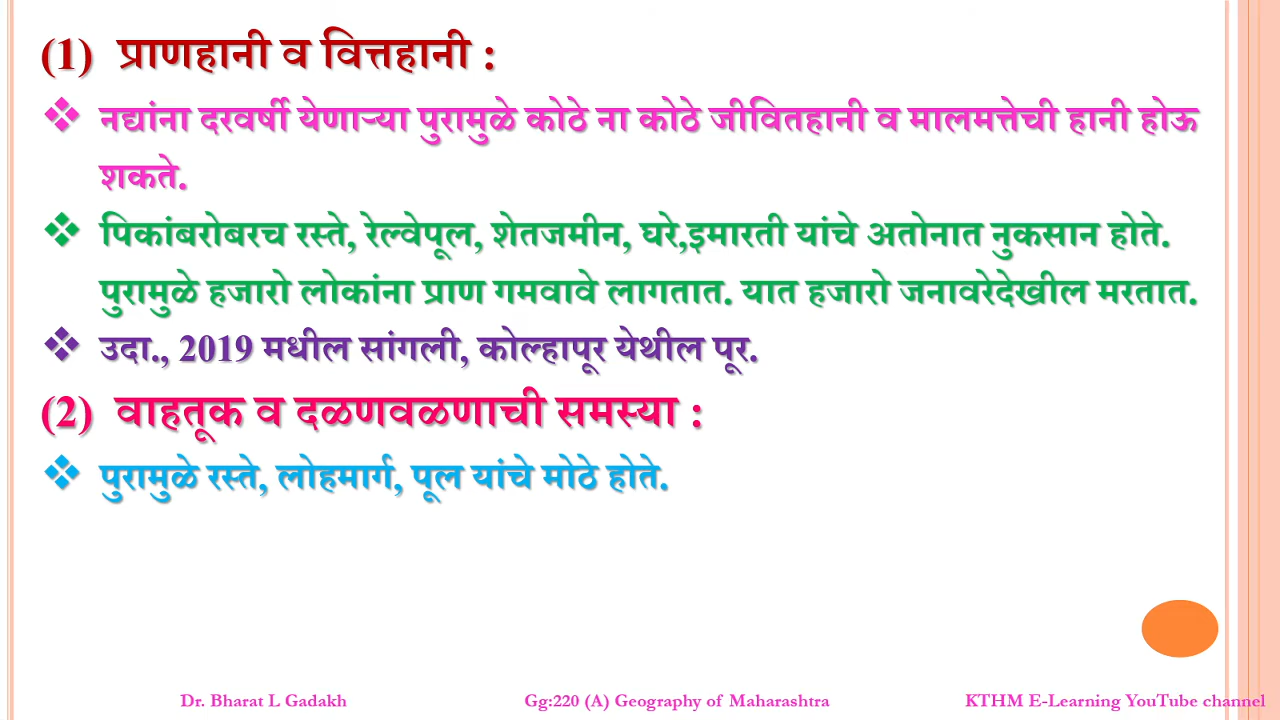 (1) प्राणहानी व वित्तहानी :
❖ नद्यांना दरवर्षी येणाऱ्या पुरामुळे कोठे ना कोठे जीवितहानी व मालमत्तेची हानी होऊ
शकते.
❖ पिकांबरोबरच रस्ते, रेल्वेपूल, शेतजमीन, घरे,इमारती यांचे अतोनात नुकसान होते.
पुरामुळे हजारो लोकांना प्राण गमवावे लागतात. यात हजारो जनावरेदेखील मरतात.
❖ उदा., 2019 मधील सांगली, कोल्हापूर येथील पूर.
(2) वाहतूक व दळणवळणाची समस्या :
❖ पुरामुळे रस्ते, लोहमार्ग, पूल यांचे मोठे होते.
Dr. Bharat L Gadakh Gg:220 (A) Geography of Maharashtra KTHM E-Learning YouTube channel